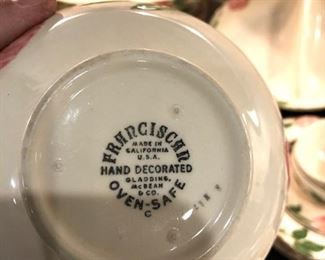 FRANCISCAN
MADE IN
CALIFORNIA
U.S.A.
HAND DECORATED
GLADDING,
McBEAN
& CO.
OVEN-SAFE
C